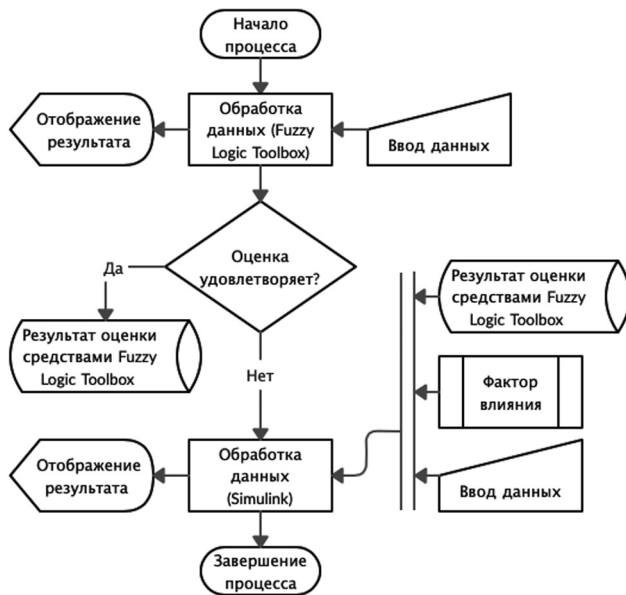 Начало
процесса
Отображение
результата
Обработка
данных (Fuzzy
Logic Toolbox)
Ввод данных
Оценка
удовлетворяет?
Да
Результат оценки
средствами Fuzzy
Logic Toolbox
Нет
Результат оценки
средствами Fuzzy
Logic Toolbox
Фактор
влияния
Ввод данных
Отображение
результата
Обработка
данных
(Simulink)
Завершение
процесса